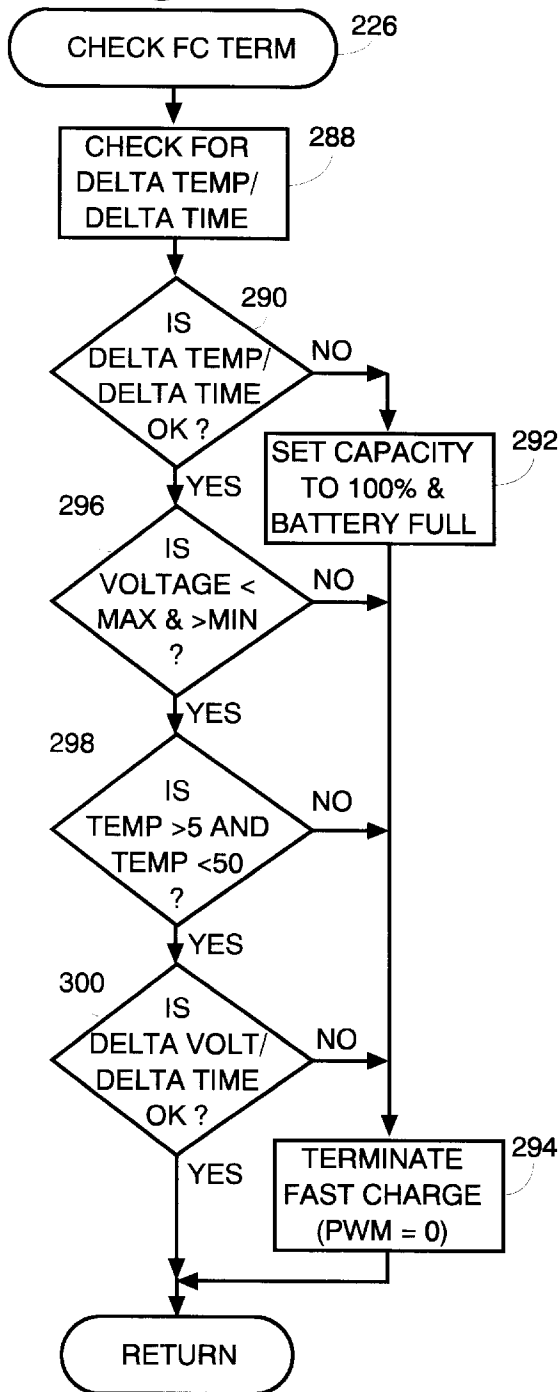 CHECK FC TERM
226
CHECK FOR
DELTA TEMP/
DELTA TIME
288
IS
DELTA TEMP/
DELTA TIME
OK ?
290
NO
YES
SET CAPACITY
TO 100% &
BATTERY FULL
292
296
IS
VOLTAGE <
MAX & >MIN
?
NO
YES
298
IS
TEMP >5 AND
TEMP <50
?
NO
YES
300
IS
DELTA VOLT/
DELTA TIME
OK ?
NO
YES
TERMINATE
FAST CHARGE
(PWM = 0)
294
RETURN